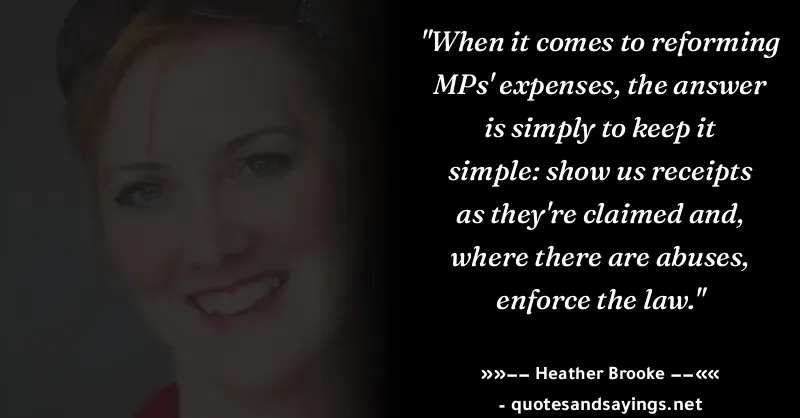 "When it comes to reforming
MPs' expenses, the answer
is simply to keep it
simple: show us receipts
as they're claimed and,
where there are abuses,
enforce the law."
»»–– Heather Brooke ––««
- quotesandsayings.net